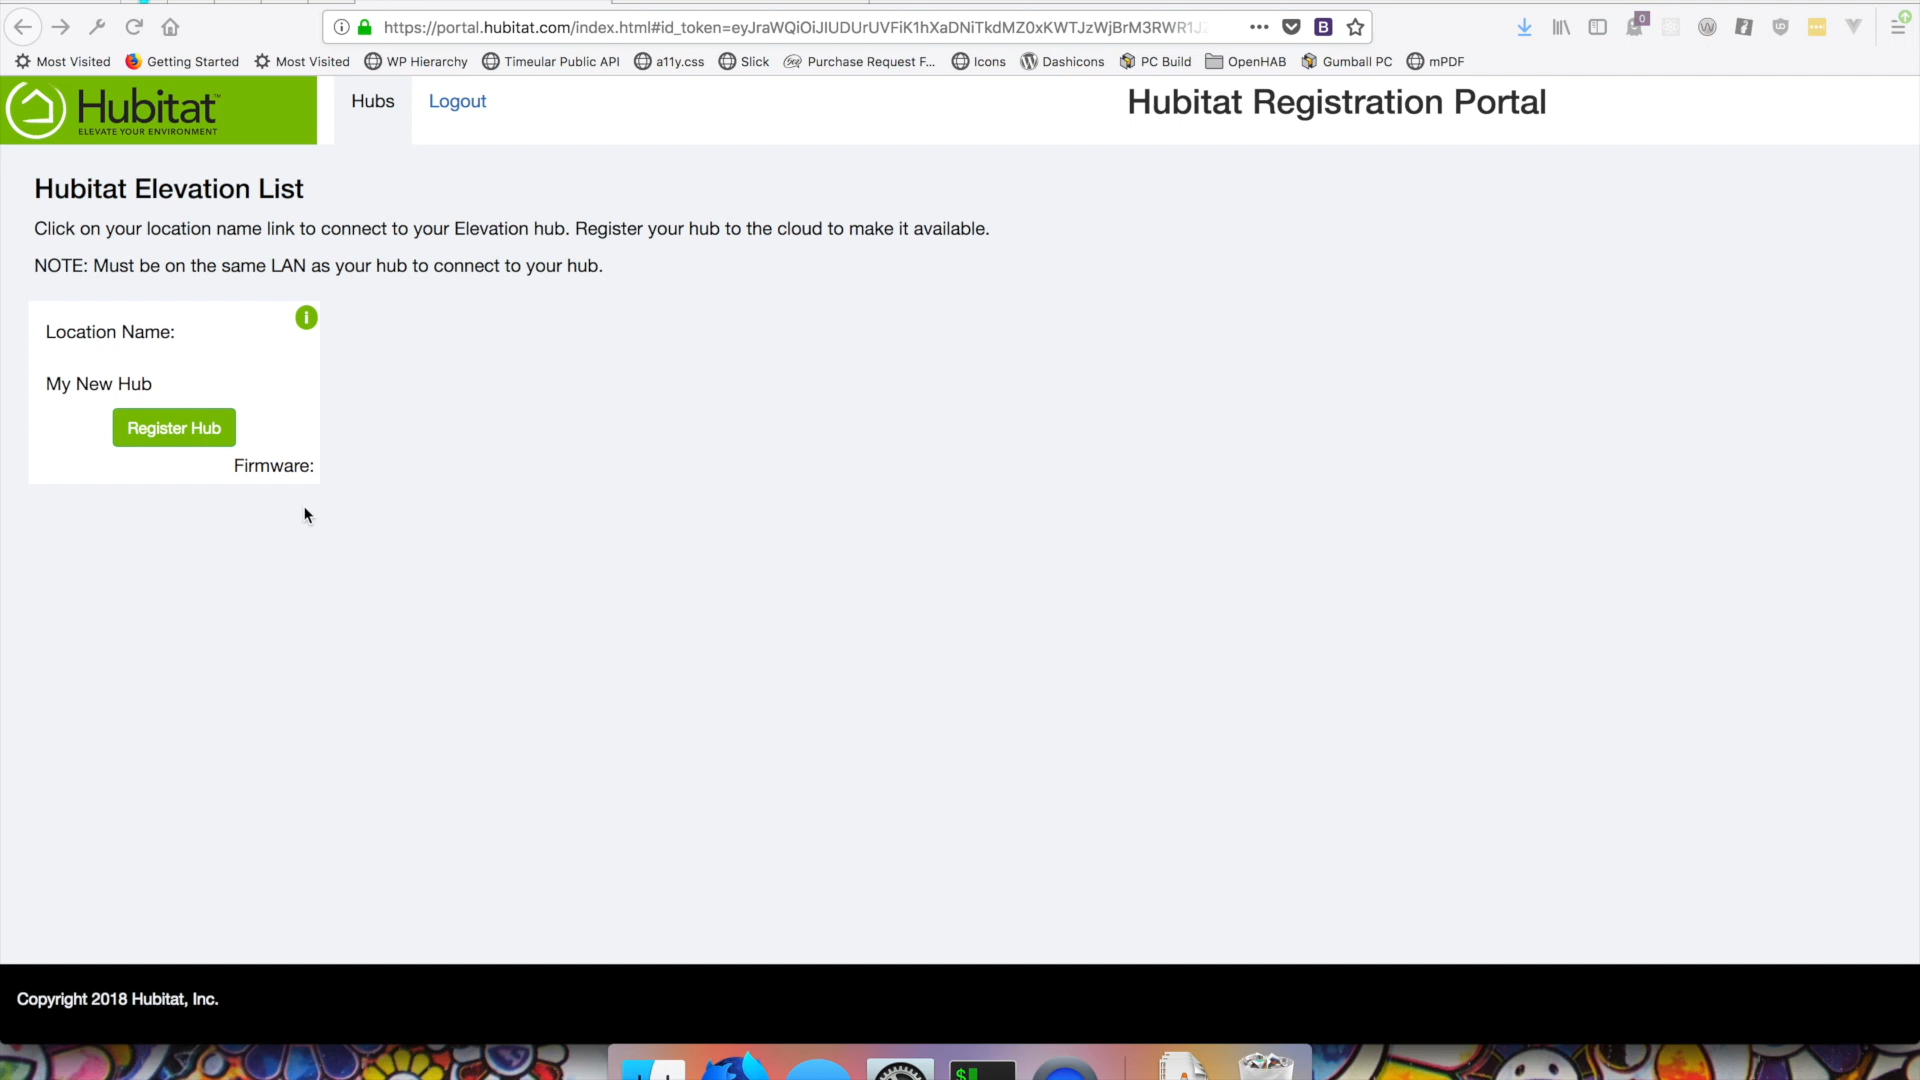 https://portal.hubitat.com/index.html#id_token=eyJraWQiOiJIUDUrUVFiK1hXaDNiTkdMZ0xKWTJzWjBrM3RWR1J
B
0
Most Visited Getting Started Most Visited WP Hierarchy Timeular Public API a11y.css Slick Purchase Request F... Icons Dashicons PC Build OpenHAB Gumball PC mPDF
Hubitat™
ELEVATE YOUR ENVIRONMENT
Hubs Logout
Hubitat Registration Portal
Hubitat Elevation List
Click on your location name link to connect to your Elevation hub. Register your hub to the cloud to make it available.
NOTE: Must be on the same LAN as your hub to connect to your hub.
i
Location Name:
My New Hub
Register Hub
Firmware:
Copyright 2018 Hubitat, Inc.
$